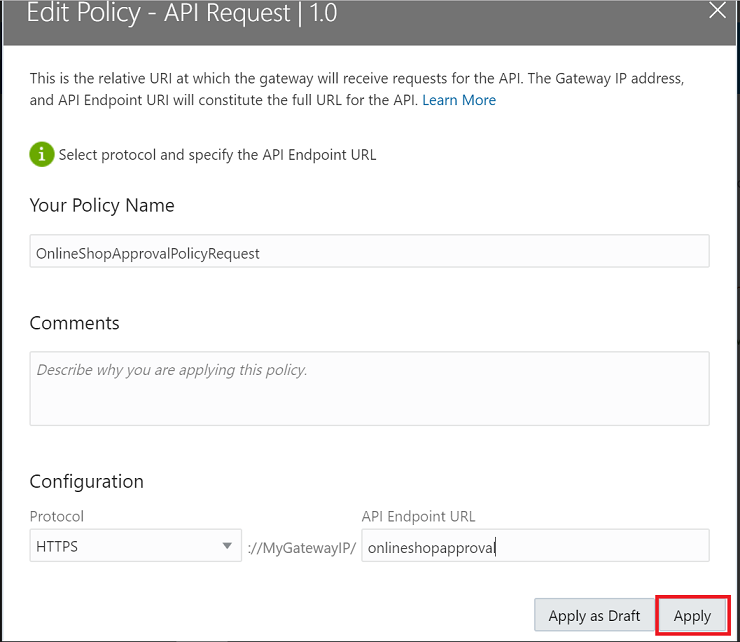 Edit Policy - API Request | 1.0
This is the relative URI at which the gateway will receive requests for the API. The Gateway IP address,
and API Endpoint URI will constitute the full URL for the API. Learn More
Select protocol and specify the API Endpoint URL
Your Policy Name
OnlineShopApprovalPolicyRequest
Comments
Describe why you are applying this policy.
Configuration
Protocol API Endpoint URL
HTTPS ://MyGatewayIP/ onlineshopapproval
Apply as Draft Apply